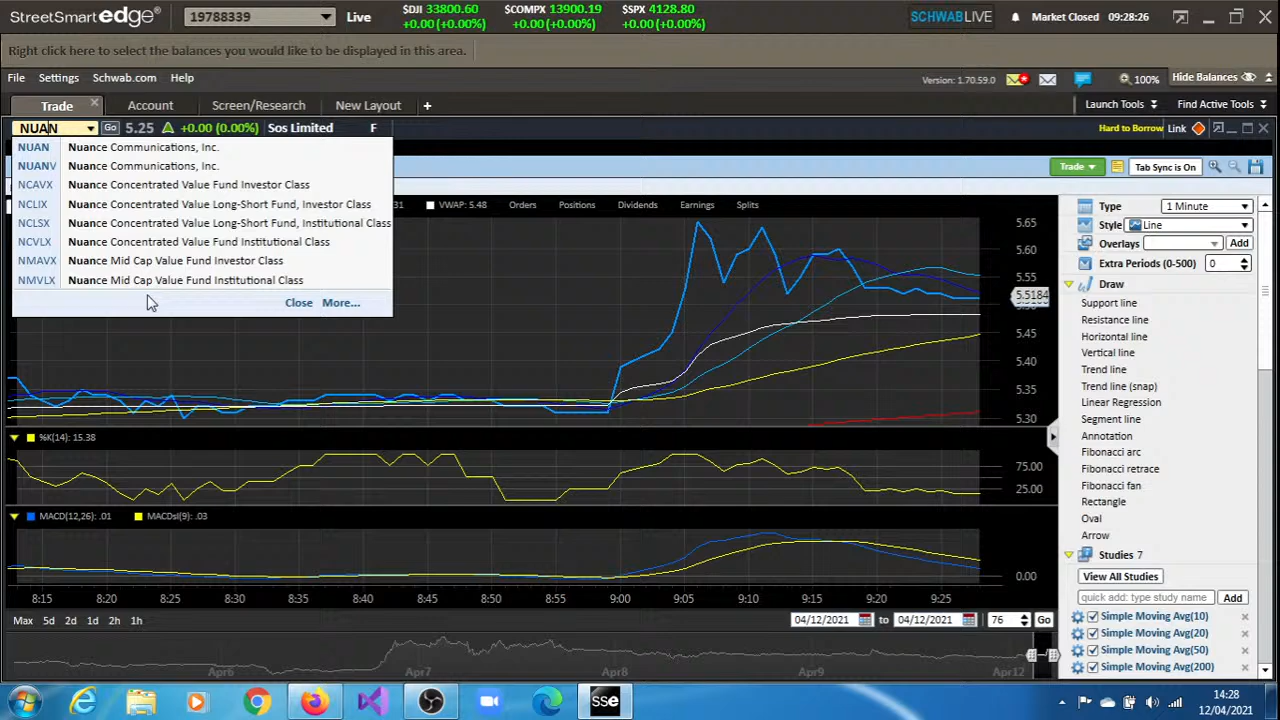 StreetSmart edge®
19788339
Live
$DJI 33800.60
+0.00 (+0.00%)
$COMPX 13900.19
+0.00 (+0.00%)
$SPX 4128.80
+0.00 (+0.00%)
SCHWABLIVE
Market Closed
09:28:26
Right click here to select the balances you would like to be displayed in this area.
File Settings Schwab.com Help
Version: 1.70.59.0
100%
Hide Balances
Trade Account Screen/Research New Layout +
Launch Tools Find Active Tools
NUAN Go 5.25 +0.00 (0.00%) Sos Limited F
Hard to Borrow Link
NUAN Nuance Communications, Inc.
NUANV Nuance Communications, Inc.
NCAVX Nuance Concentrated Value Fund Investor Class
NCLIX Nuance Concentrated Value Long-Short Fund, Investor Class
NCLSX Nuance Concentrated Value Long-Short Fund, Institutional Class
NCVLX Nuance Concentrated Value Fund Institutional Class
NMAVX Nuance Mid Cap Value Fund Investor Class
NMVLX Nuance Mid Cap Value Fund Institutional Class
Close More...
Trade Tab Sync is On
31 VWAP: 5.48 Orders Positions Dividends Earnings Splits
5.65
5.60
5.55
5.5184
5.45
5.40
5.35
5.30
%K(14): 15.38
75.00
25.00
MACD(12,26): .01 MACDsl(9): .03
0.00
8:15 8:20 8:25 8:30 8:35 8:40 8:45 8:50 8:55 9:00 9:05 9:10 9:15 9:20 9:25
Max 5d 2d 1d 2h 1h
04/12/2021 to 04/12/2021 76 Go
Apr6 Apr7 Apr8 Apr9 Apr12
Type 1 Minute
Style Line
Overlays Add
Extra Periods (0-500) 0
Draw
Support line
Resistance line
Horizontal line
Vertical line
Trend line
Trend line (snap)
Linear Regression
Segment line
Annotation
Fibonacci arc
Fibonacci retrace
Fibonacci fan
Rectangle
Oval
Arrow
Studies 7
View All Studies
quick add: type study name Add
Simple Moving Avg(10)
Simple Moving Avg(20)
Simple Moving Avg(50)
Simple Moving Avg(200)
sse
14:28
12/04/2021